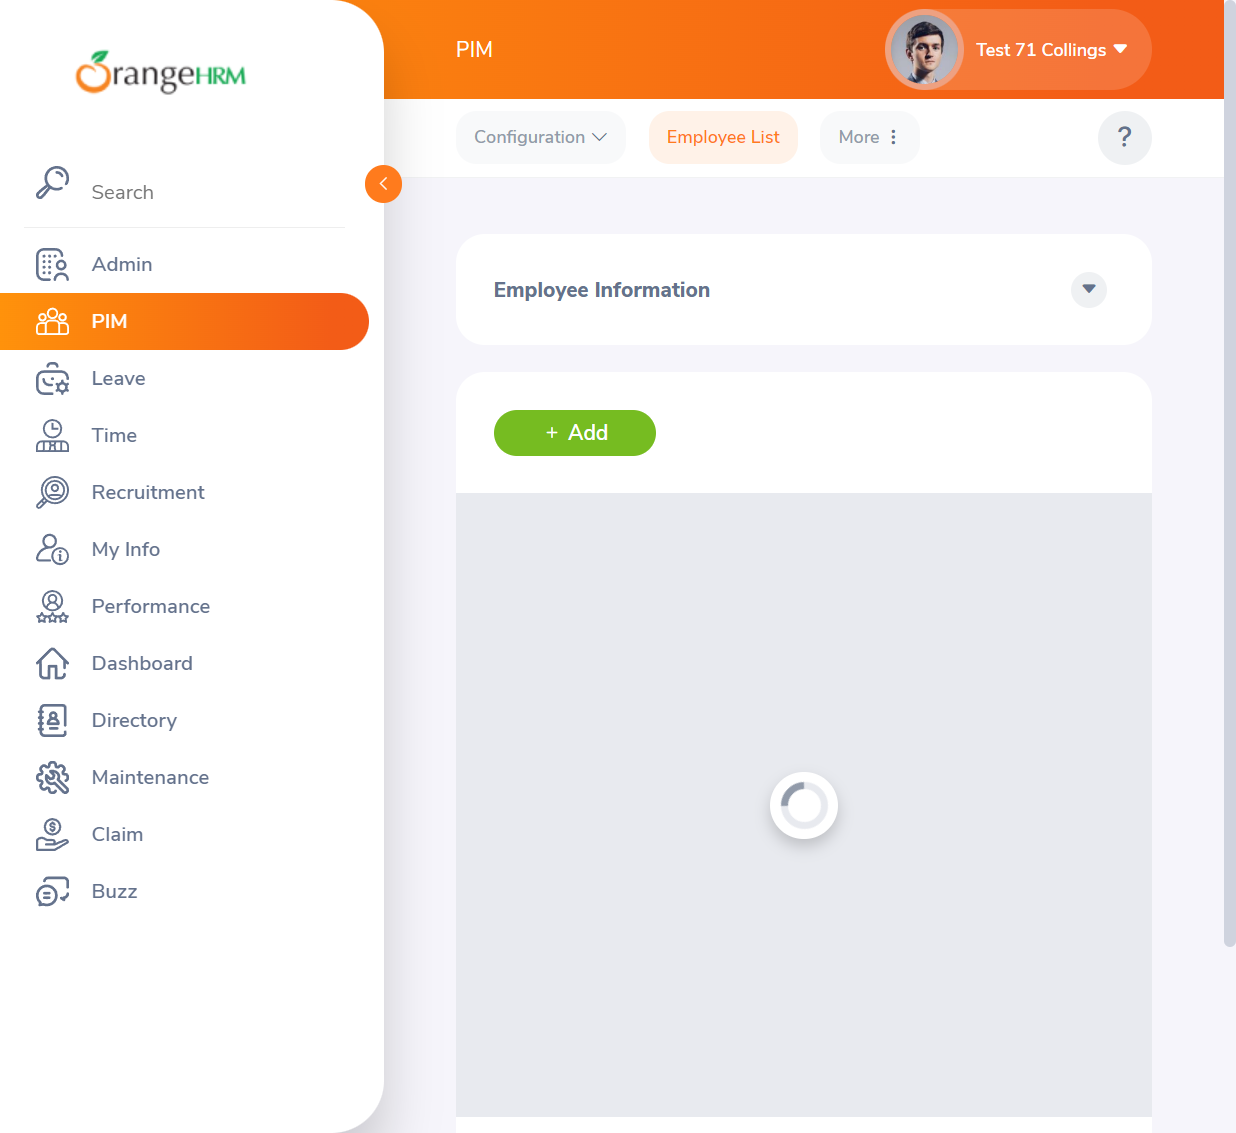 OrangeHRM
PIM
Test 71 Collings
Configuration
Employee List
More
?
Search
Admin
PIM
Leave
Time
Recruitment
My Info
Performance
Dashboard
Directory
Maintenance
Claim
Buzz
Employee Information
+ Add